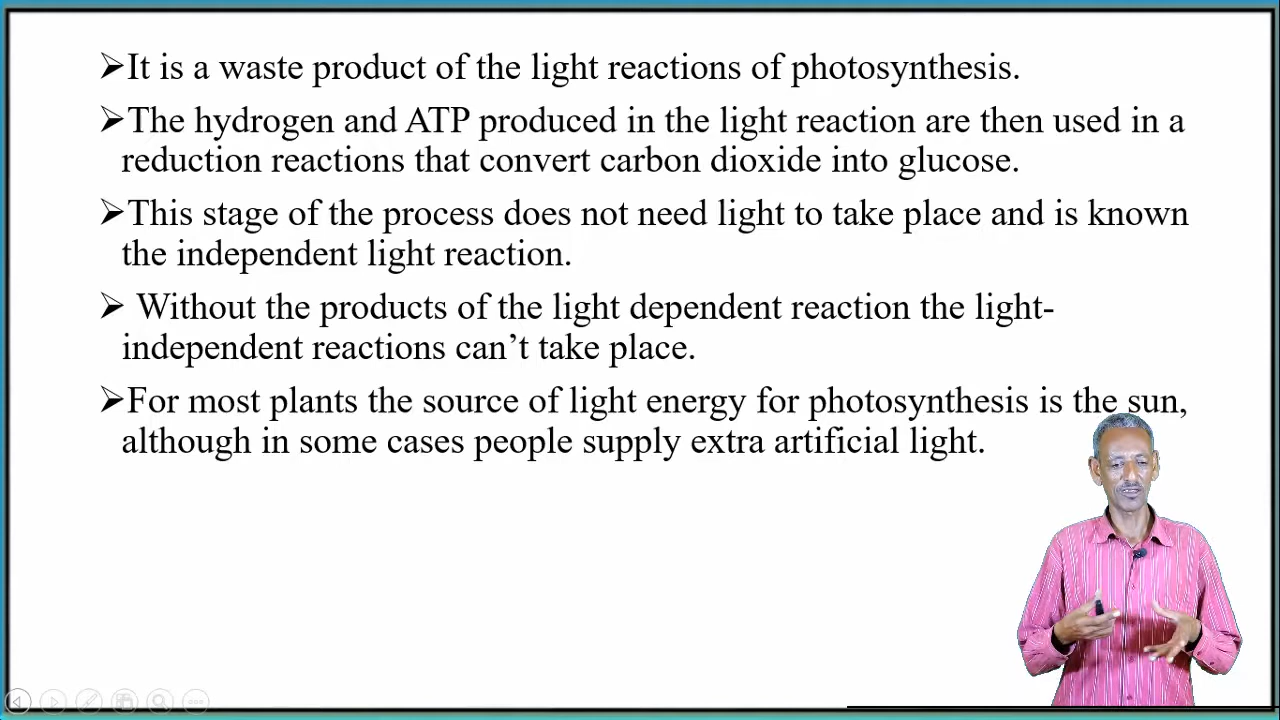 ➢It is a waste product of the light reactions of photosynthesis.
➢The hydrogen and ATP produced in the light reaction are then used in a
reduction reactions that convert carbon dioxide into glucose.
➢This stage of the process does not need light to take place and is known
the independent light reaction.
➢ Without the products of the light dependent reaction the light-
independent reactions can’t take place.
➢For most plants the source of light energy for photosynthesis is the sun,
although in some cases people supply extra artificial light.